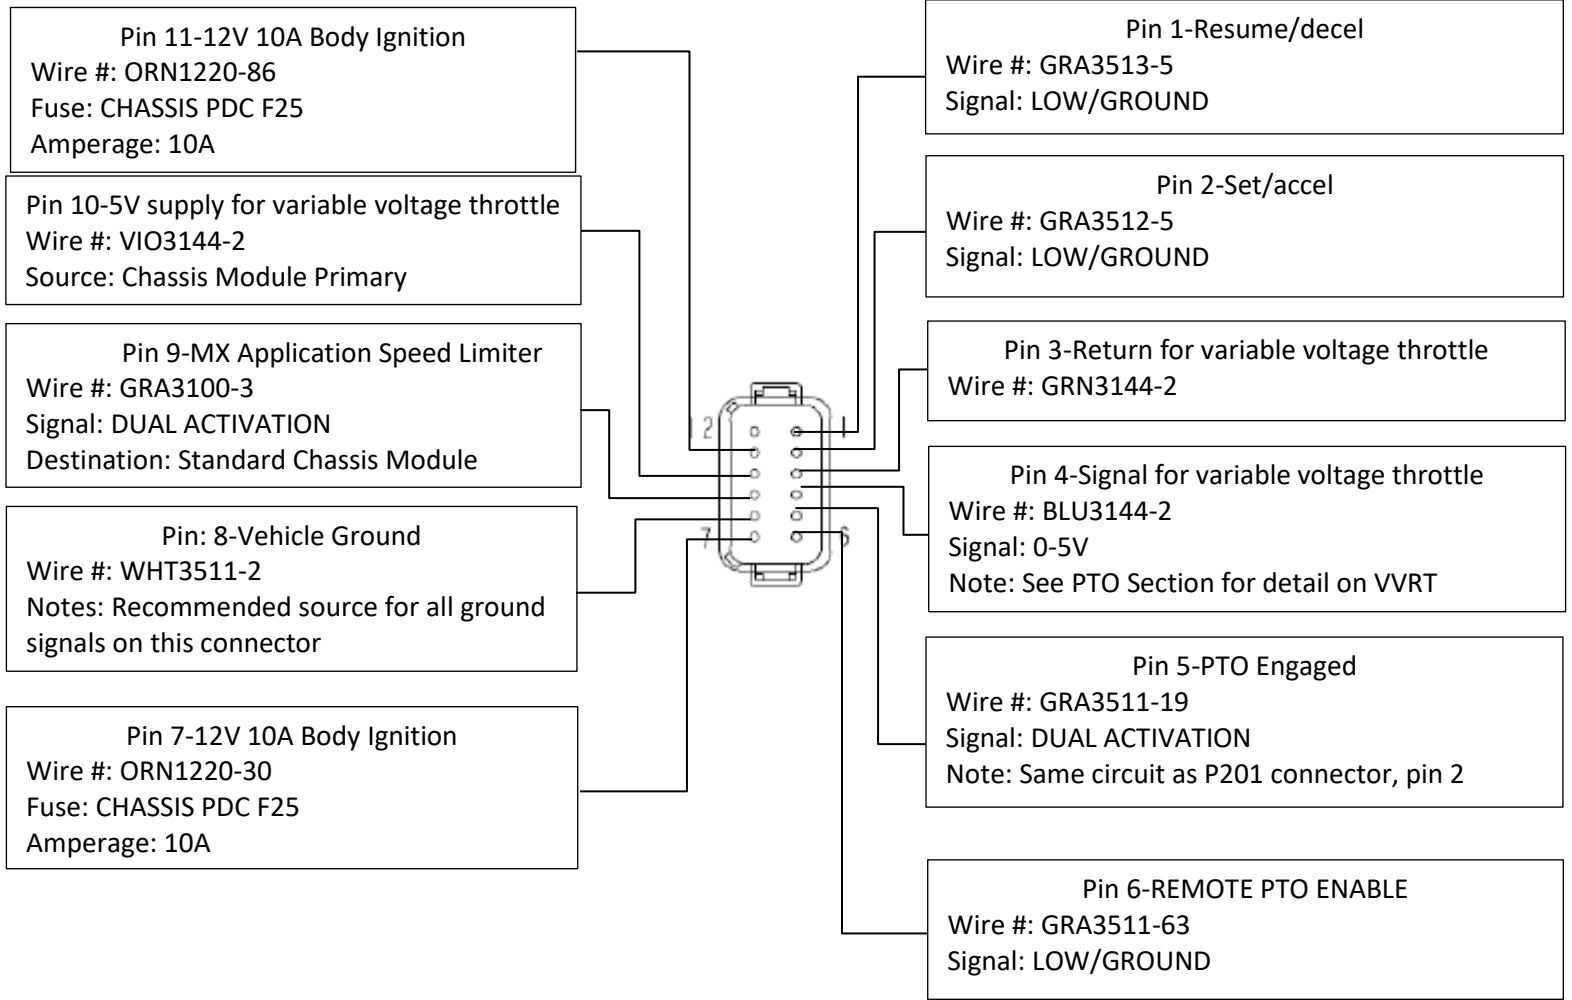 Pin 11-12V 10A Body Ignition
Wire #: ORN1220-86
Fuse: CHASSIS PDC F25
Amperage: 10A
Pin 10-5V supply for variable voltage throttle
Wire #: VIO3144-2
Source: Chassis Module Primary
Pin 9-MX Application Speed Limiter
Wire #: GRA3100-3
Signal: DUAL ACTIVATION
Destination: Standard Chassis Module
Pin: 8-Vehicle Ground
Wire #: WHT3511-2
Notes: Recommended source for all ground
signals on this connector
Pin 7-12V 10A Body Ignition
Wire #: ORN1220-30
Fuse: CHASSIS PDC F25
Amperage: 10A
12 1
7 6
Pin 1-Resume/decel
Wire #: GRA3513-5
Signal: LOW/GROUND
Pin 2-Set/accel
Wire #: GRA3512-5
Signal: LOW/GROUND
Pin 3-Return for variable voltage throttle
Wire #: GRN3144-2
Pin 4-Signal for variable voltage throttle
Wire #: BLU3144-2
Signal: 0-5V
Note: See PTO Section for detail on VVRT
Pin 5-PTO Engaged
Wire #: GRA3511-19
Signal: DUAL ACTIVATION
Note: Same circuit as P201 connector, pin 2
Pin 6-REMOTE PTO ENABLE
Wire #: GRA3511-63
Signal: LOW/GROUND